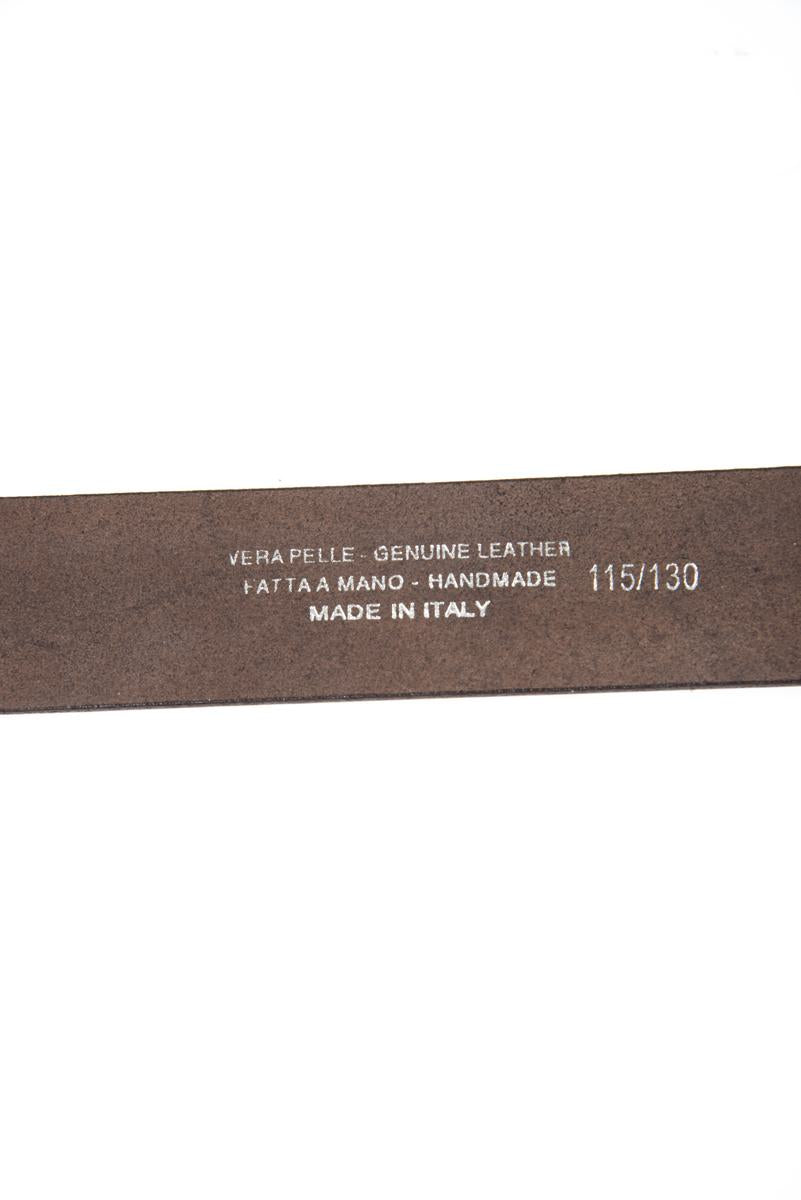 VERA PELLE - GENUINE LEATHER
FATTA A MANO - HANDMADE 115/130
MADE IN ITALY